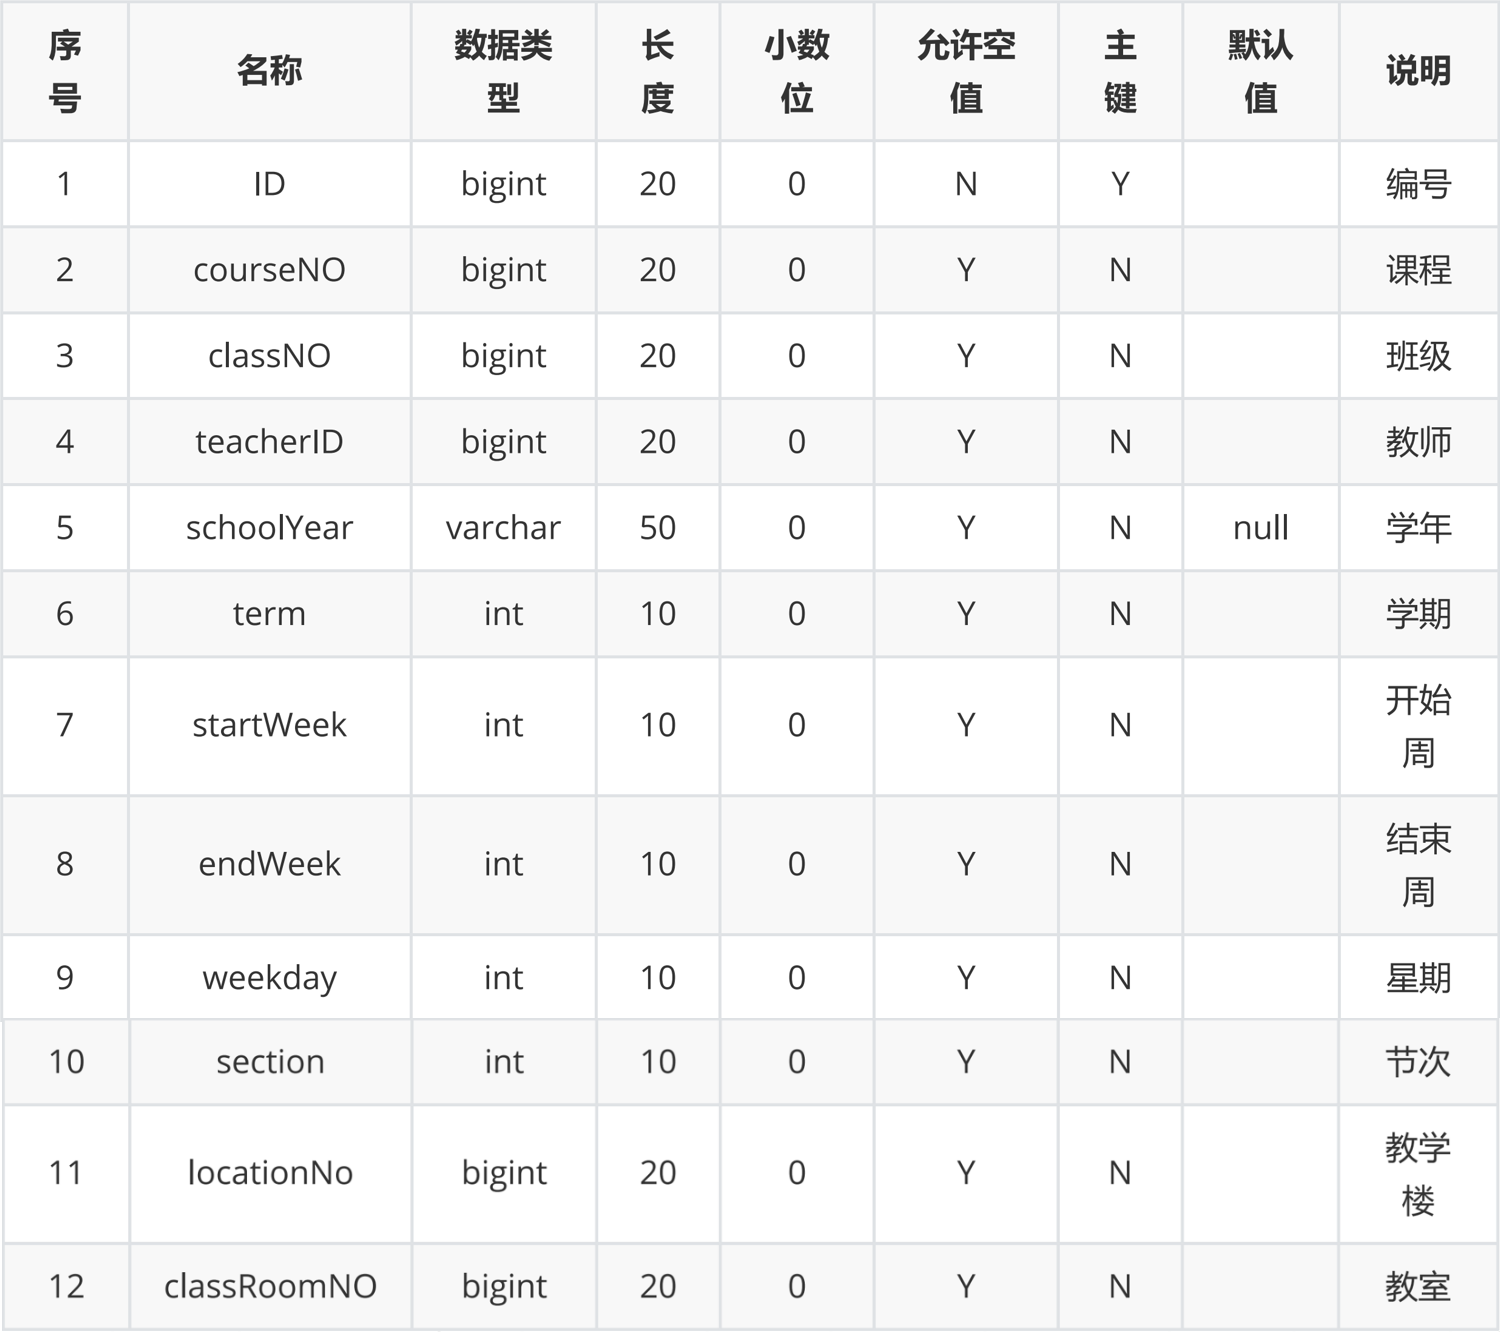 序号 名称 数据类型 长度 小数位 允许空值 主键 默认值 说明
1 ID bigint 20 0 N Y 编号
2 courseNO bigint 20 0 Y N 课程
3 classNO bigint 20 0 Y N 班级
4 teacherID bigint 20 0 Y N 教师
5 schoolYear varchar 50 0 Y N null 学年
6 term int 10 0 Y N 学期
7 startWeek int 10 0 Y N 开始周
8 endWeek int 10 0 Y N 结束周
9 weekday int 10 0 Y N 星期
10 section int 10 0 Y N 节次
11 locationNo bigint 20 0 Y N 教学楼
12 classRoomNO bigint 20 0 Y N 教室